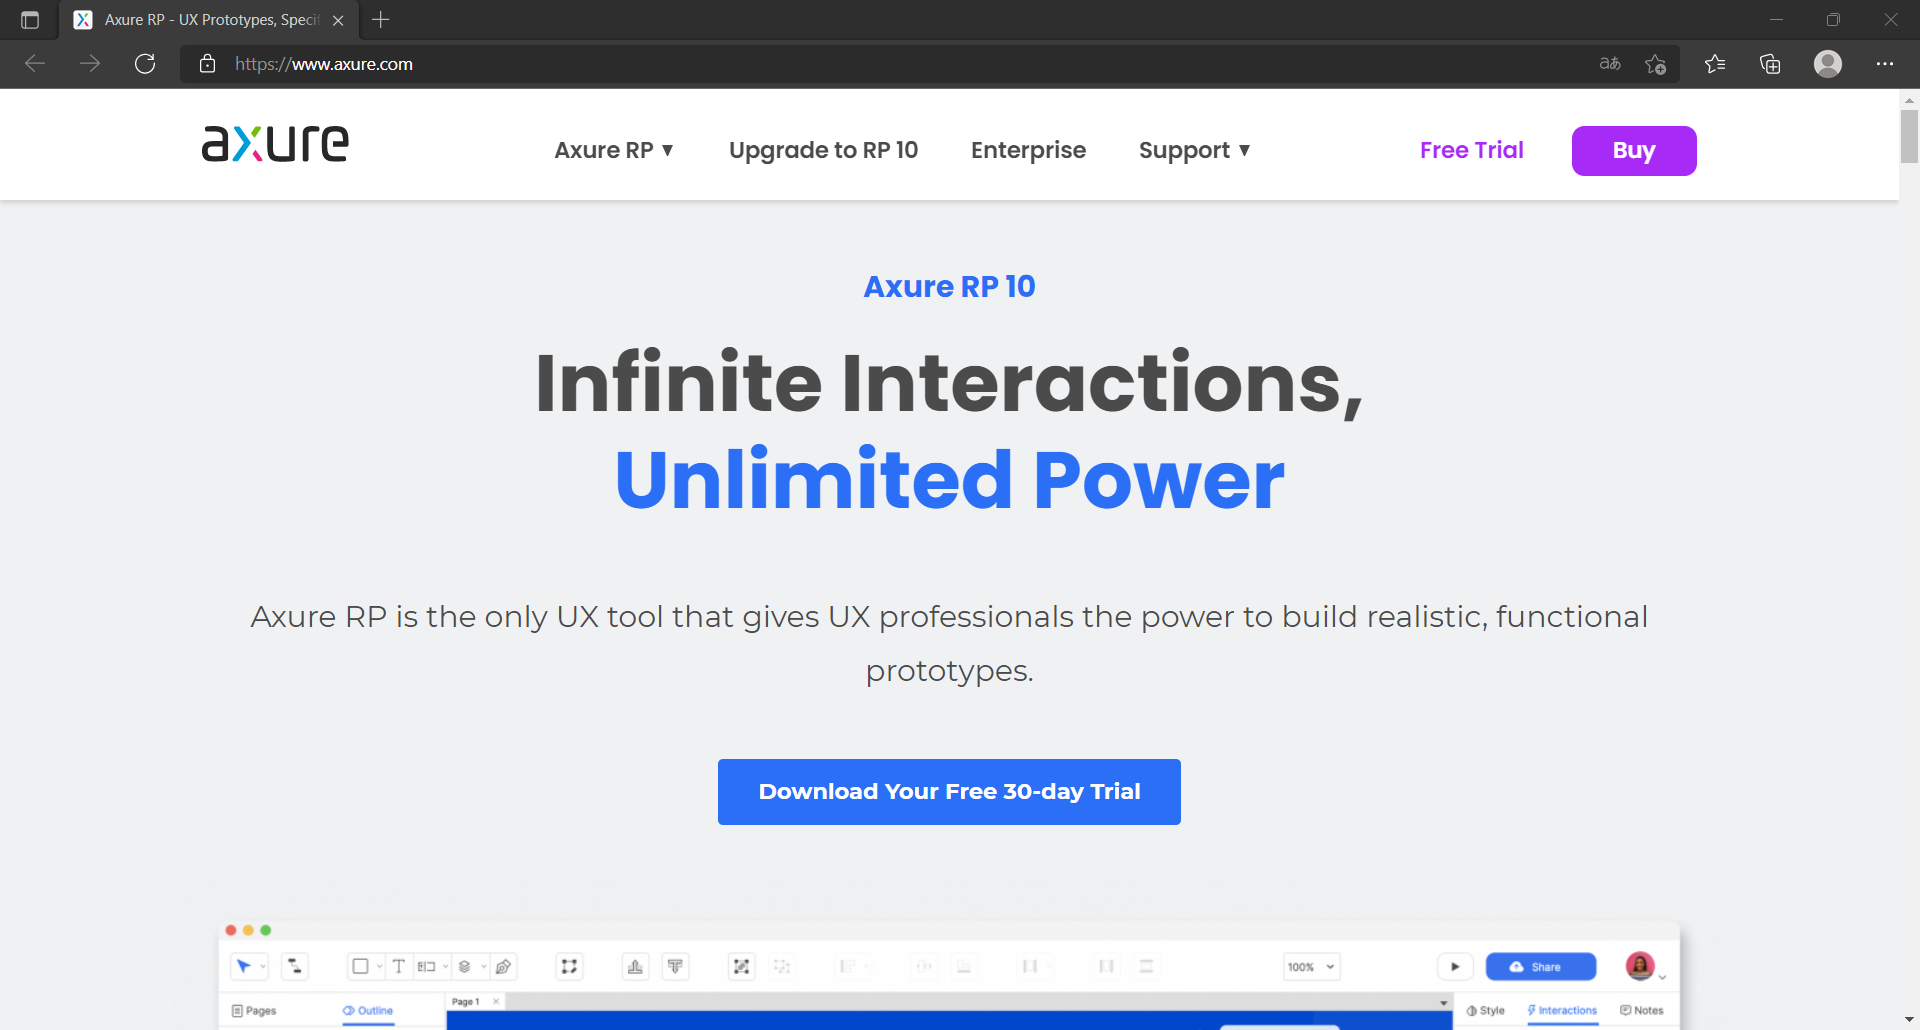 Axure RP - UX Prototypes, Specif
https://www.axure.com
axure
Axure RP ▼
Upgrade to RP 10
Enterprise
Support ▼
Free Trial
Buy
Axure RP 10
Infinite Interactions,
Unlimited Power
Axure RP is the only UX tool that gives UX professionals the power to build realistic, functional
prototypes.
Download Your Free 30-day Trial
100%
Share
Pages
Outline
Page 1
Style
Interactions
Notes